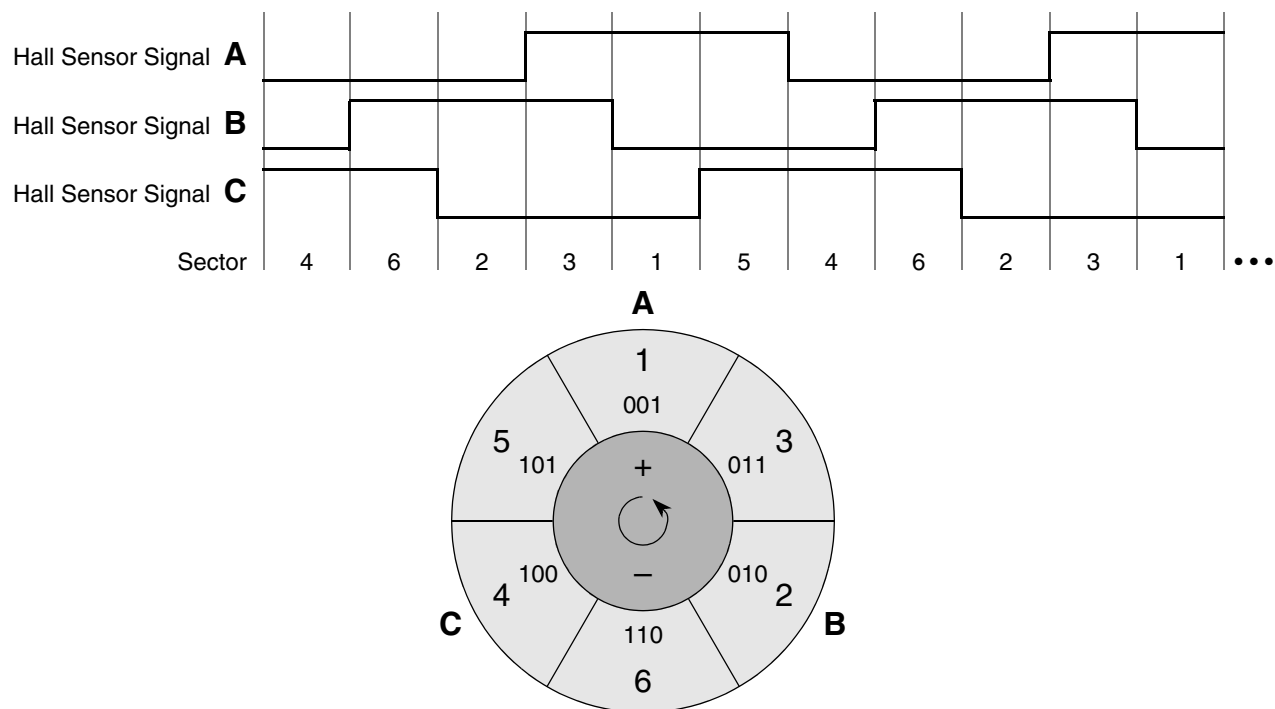 Hall Sensor Signal A
Hall Sensor Signal B
Hall Sensor Signal C
Sector 4 6 2 3 1 5 4 6 2 3 1 •••
A
1
001
5 101
+
011 3
4 100
−
010 2
C
110
B
6